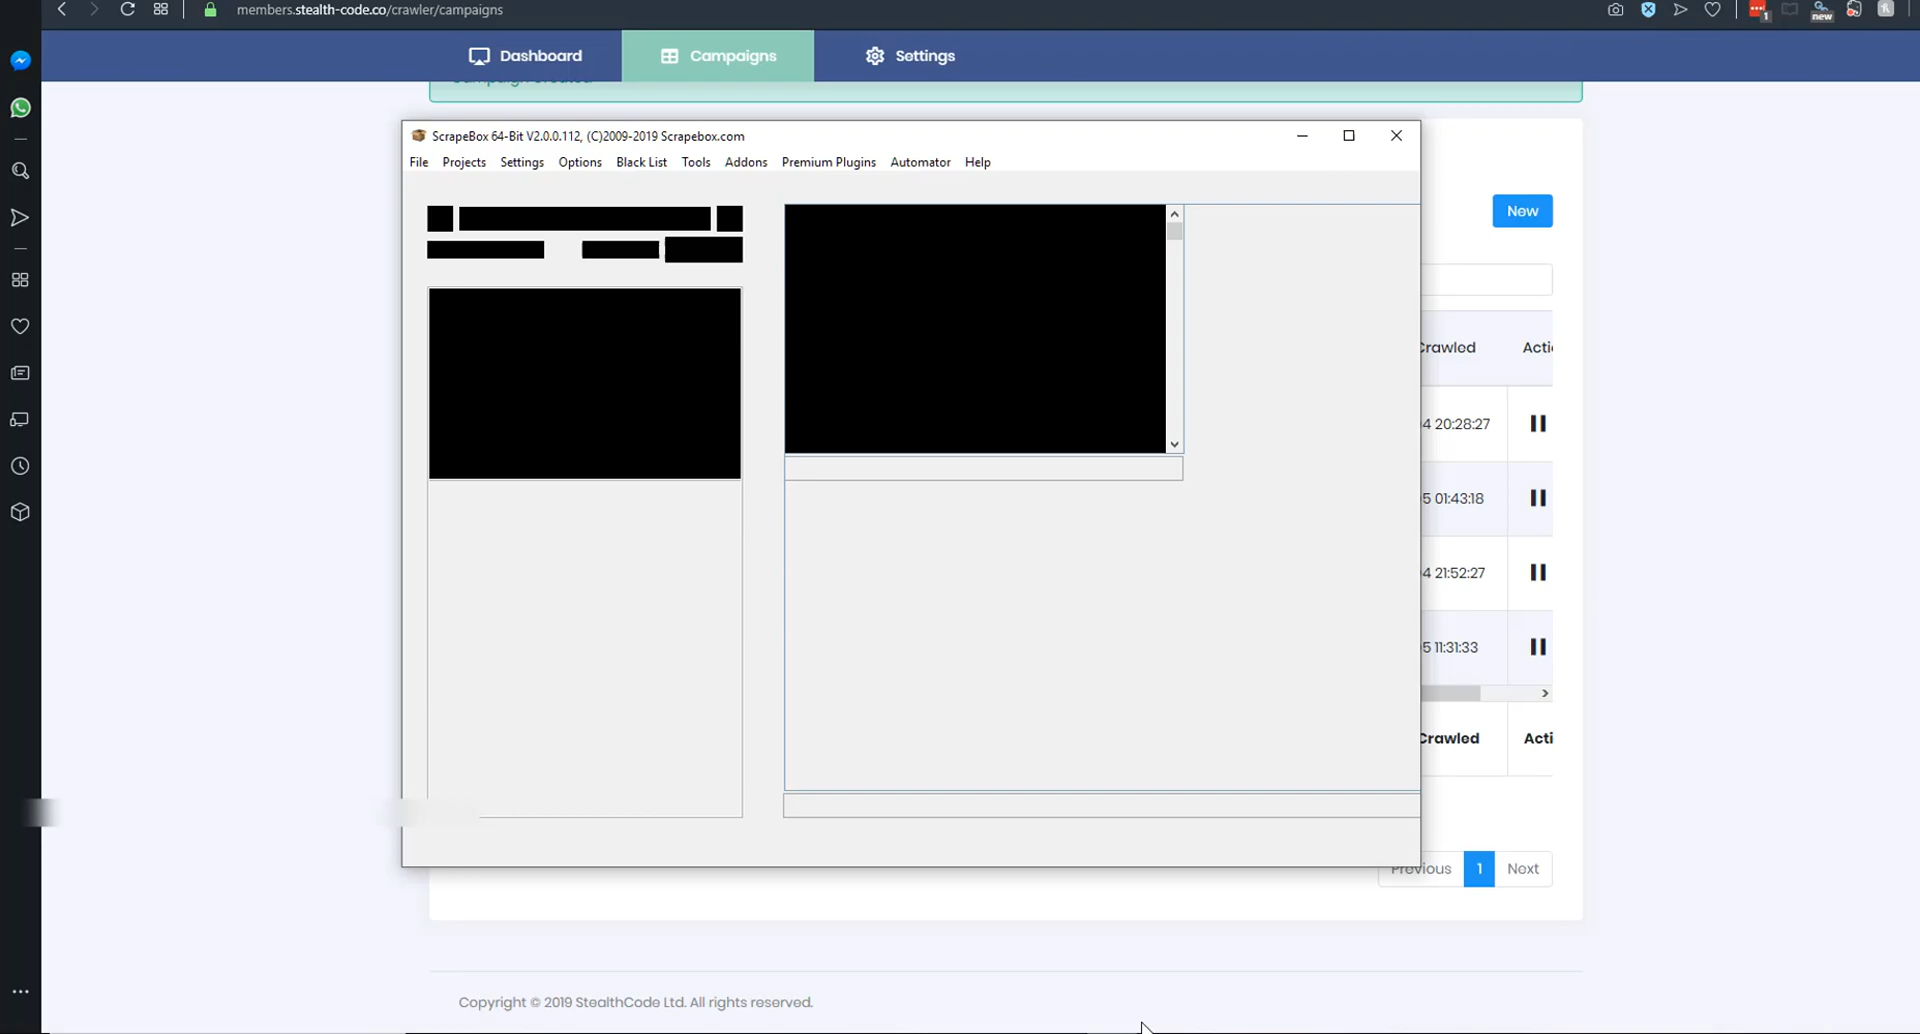 members.stealth-code.co/crawler/campaigns
1
new
Dashboard
Campaigns
Settings
ScrapeBox 64-Bit V2.0.0.112, (C)2009-2019 Scrapebox.com
File Projects Settings Options Black List Tools Addons Premium Plugins Automator Help
New
Crawled Acti
4 20:28:27
5 01:43:18
4 21:52:27
5 11:31:33
Crawled Acti
Previous 1 Next
Copyright © 2019 StealthCode Ltd. All rights reserved.